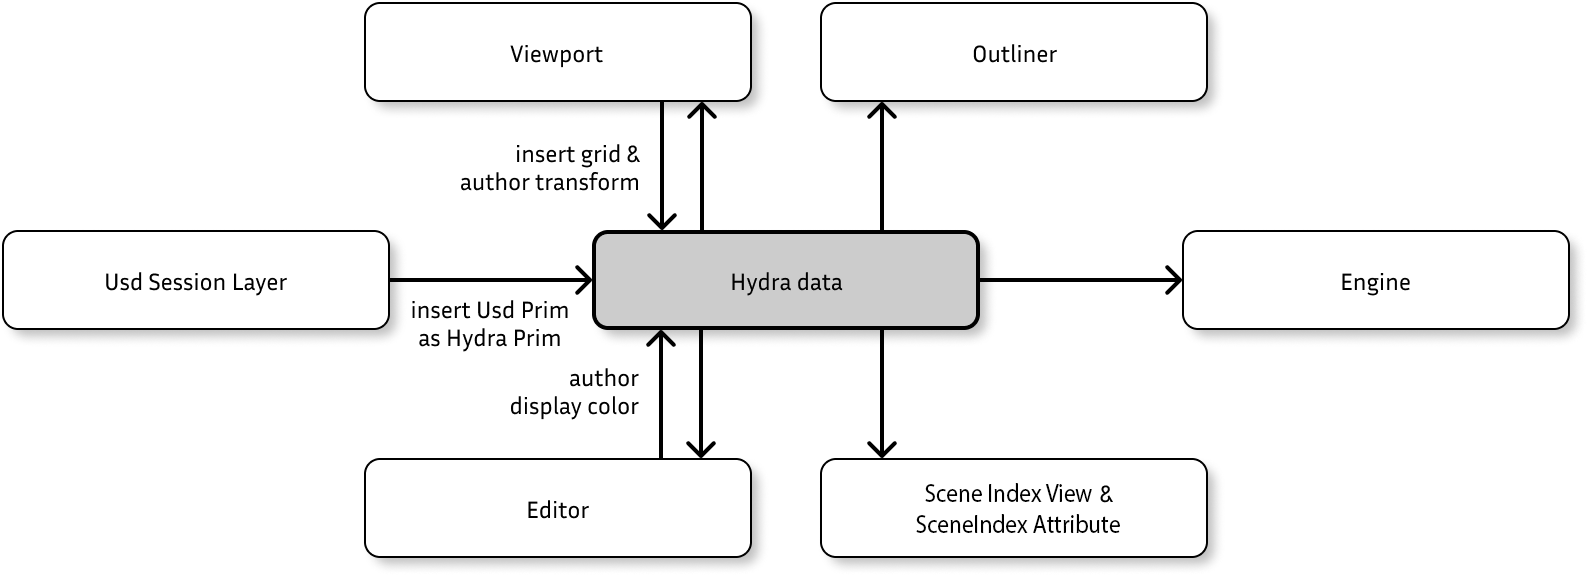 Viewport
Outliner
insert grid &
author transform
Usd Session Layer
Hydra data
Engine
insert Usd Prim
as Hydra Prim
author
display color
Editor
Scene Index View &
SceneIndex Attribute